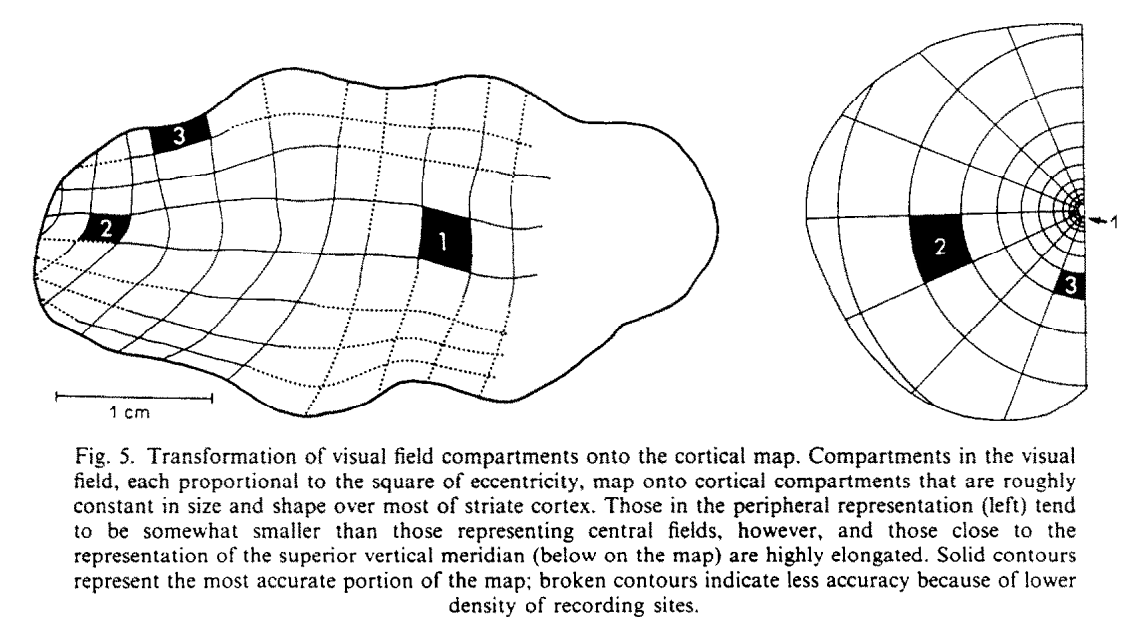 3
2
1
1 cm
2
3
1
Fig. 5. Transformation of visual field compartments onto the cortical map. Compartments in the visual
field, each proportional to the square of eccentricity, map onto cortical compartments that are roughly
constant in size and shape over most of striate cortex. Those in the peripheral representation (left) tend
to be somewhat smaller than those representing central fields, however, and those close to the
representation of the superior vertical meridian (below on the map) are highly elongated. Solid contours
represent the most accurate portion of the map; broken contours indicate less accuracy because of lower
density of recording sites.